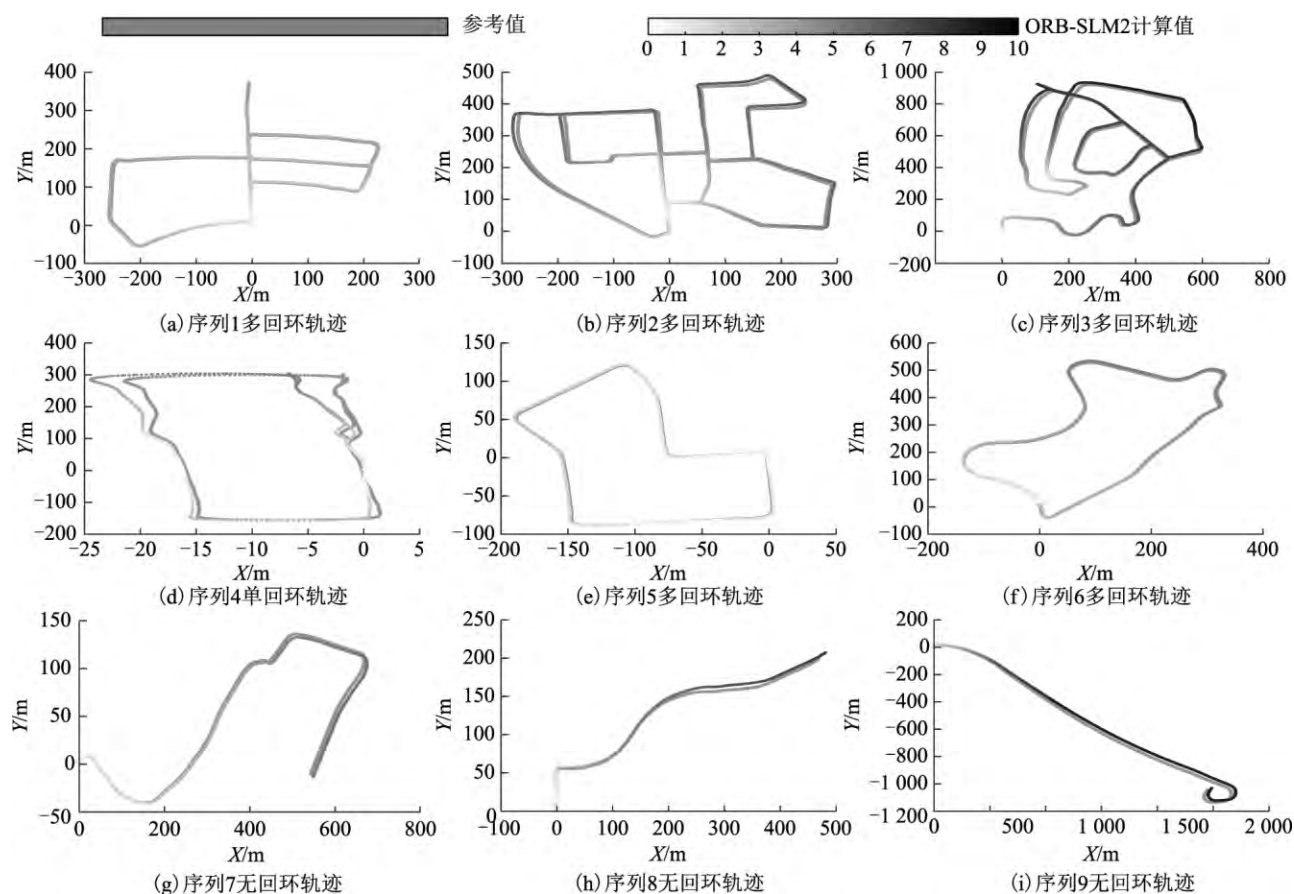 参考值
ORB-SLM2计算值
0 1 2 3 4 5 6 7 8 9 10
400
300
200
100
0
−100
−300 −200 −100 0 100 200 300
Y/m
X/m
(a)序列1多回环轨迹
500
400
300
200
100
0
−100
−300 −200 −100 0 100 200 300
Y/m
X/m
(b)序列2多回环轨迹
1 000
800
600
400
200
0
−200
−200 0 200 400 600 800
Y/m
X/m
(c)序列3多回环轨迹
400
300
200
100
0
−100
−200
−25 −20 −15 −10 −5 0 5
Y/m
X/m
(d)序列4单回环轨迹
150
100
50
0
−50
−100
−200 −150 −100 −50 0 50
Y/m
X/m
(e)序列5多回环轨迹
600
500
400
300
200
100
0
−100
−200 0 200 400
Y/m
X/m
(f)序列6多回环轨迹
150
100
50
0
−50
0 200 400 600 800
Y/m
X/m
(g)序列7无回环轨迹
250
200
150
100
50
0
−100 0 100 200 300 400 500
Y/m
X/m
(h)序列8无回环轨迹
200
0
−200
−400
−600
−800
−1 000
−1 200
0 500 1 000 1 500 2 000
Y/m
X/m
(i)序列9无回环轨迹